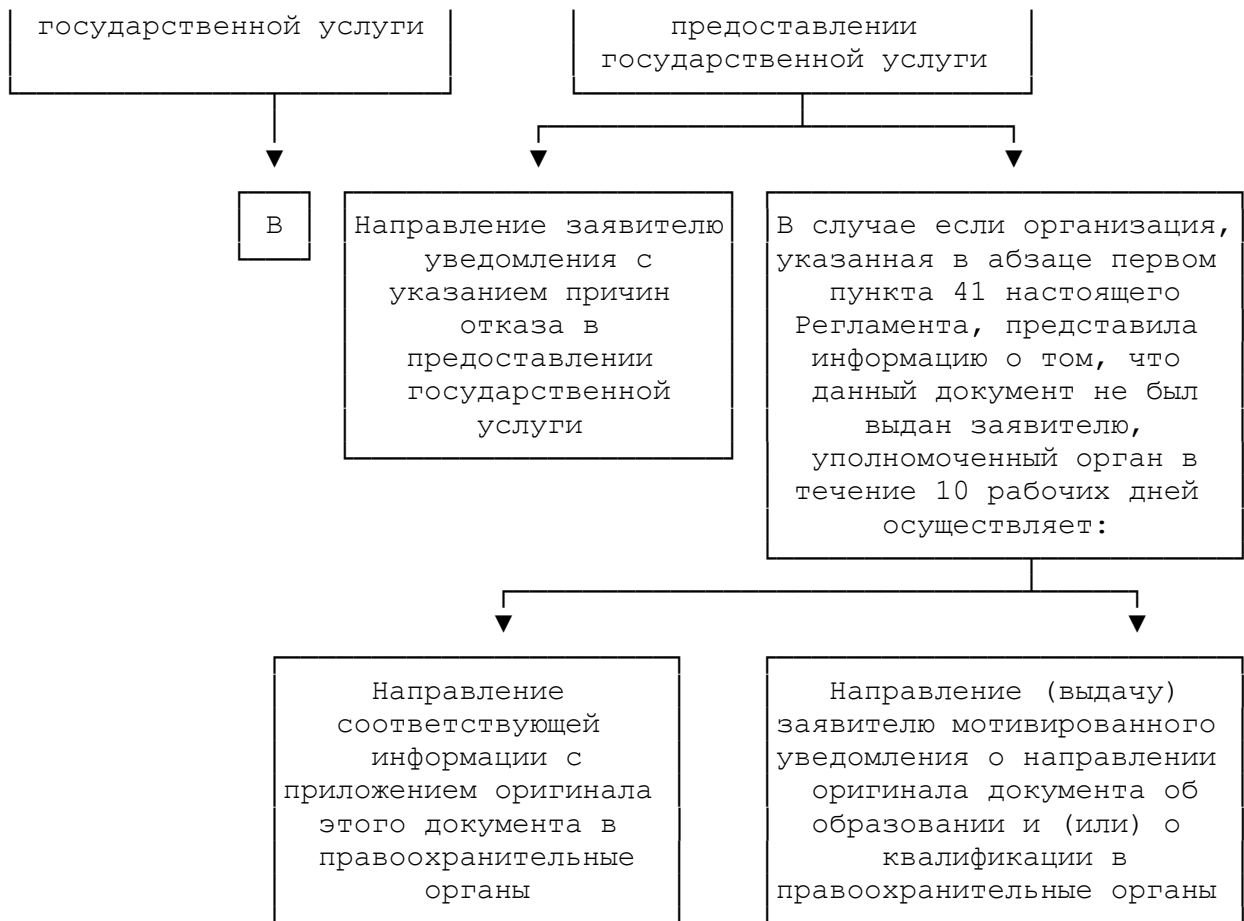 государственной услуги
предоставлении
государственной услуги
В
Направление заявителю
уведомления с
указанием причин
отказа в
предоставлении
государственной
услуги
В случае если организация,
указанная в абзаце первом
пункта 41 настоящего
Регламента, представила
информацию о том, что
данный документ не был
выдан заявителю,
уполномоченный орган в
течение 10 рабочих дней
осуществляет:
Направление
соответствующей
информации с
приложением оригинала
этого документа в
правоохранительные
органы
Направление (выдачу)
заявителю мотивированного
уведомления о направлении
оригинала документа об
образовании и (или) о
квалификации в
правоохранительные органы